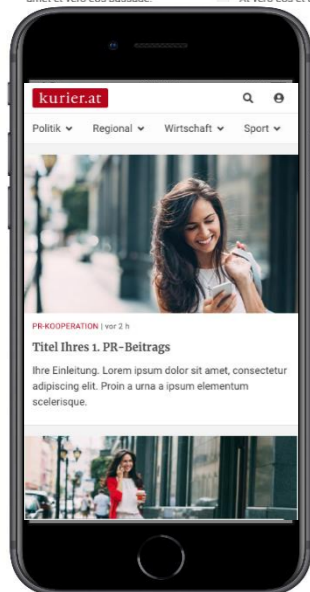 kurier.at
Politik Regional Wirtschaft Sport
PR-KOOPERATION | vor 2 h
Titel Ihres 1. PR-Beitrags
Ihre Einleitung. Lorem ipsum dolor sit amet, consectetur
adipiscing elit. Proin a urna a ipsum elementum
scelerisque.